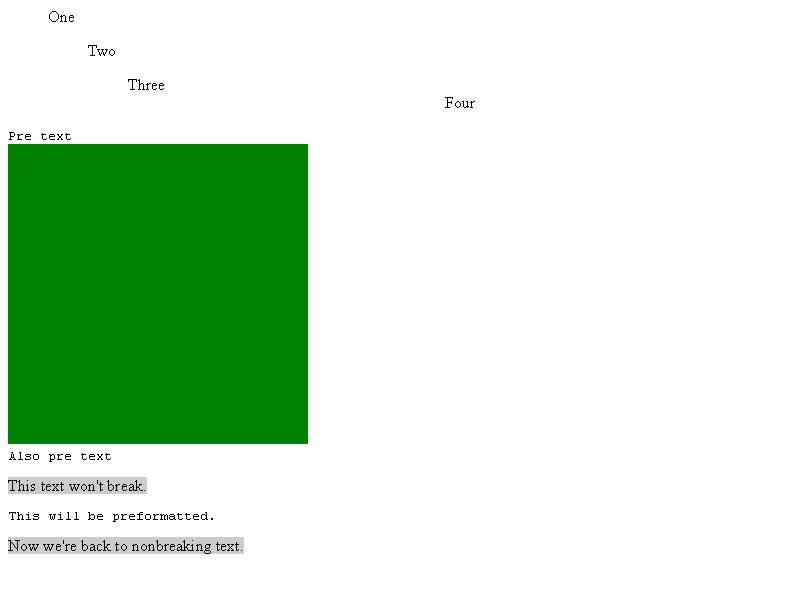 One
Two
Three
Four
Pre text
Also pre text
This text won't break.
This will be preformatted.
Now we're back to nonbreaking text.